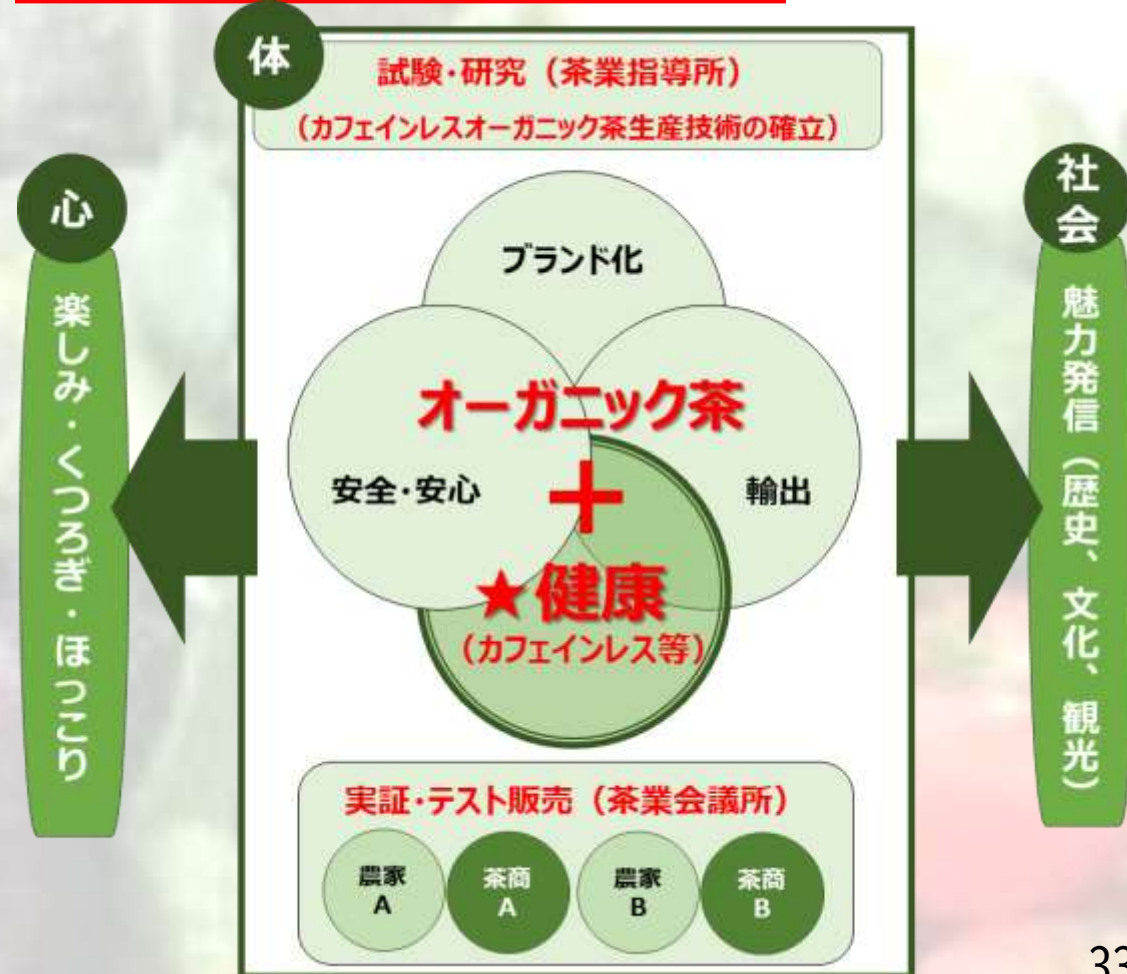 体
試験・研究（茶業指導所）
（カフェインレスオーガニック茶生産技術の確立）
心
楽しみ・くつろぎ・ほっこり
ブランド化
オーガニック茶
安全・安心
＋
輸出
★健康
（カフェインレス等）
社会
魅力発信（歴史、文化、観光）
実証・テスト販売（茶業会議所）
農家
A
茶商
A
農家
B
茶商
B
33